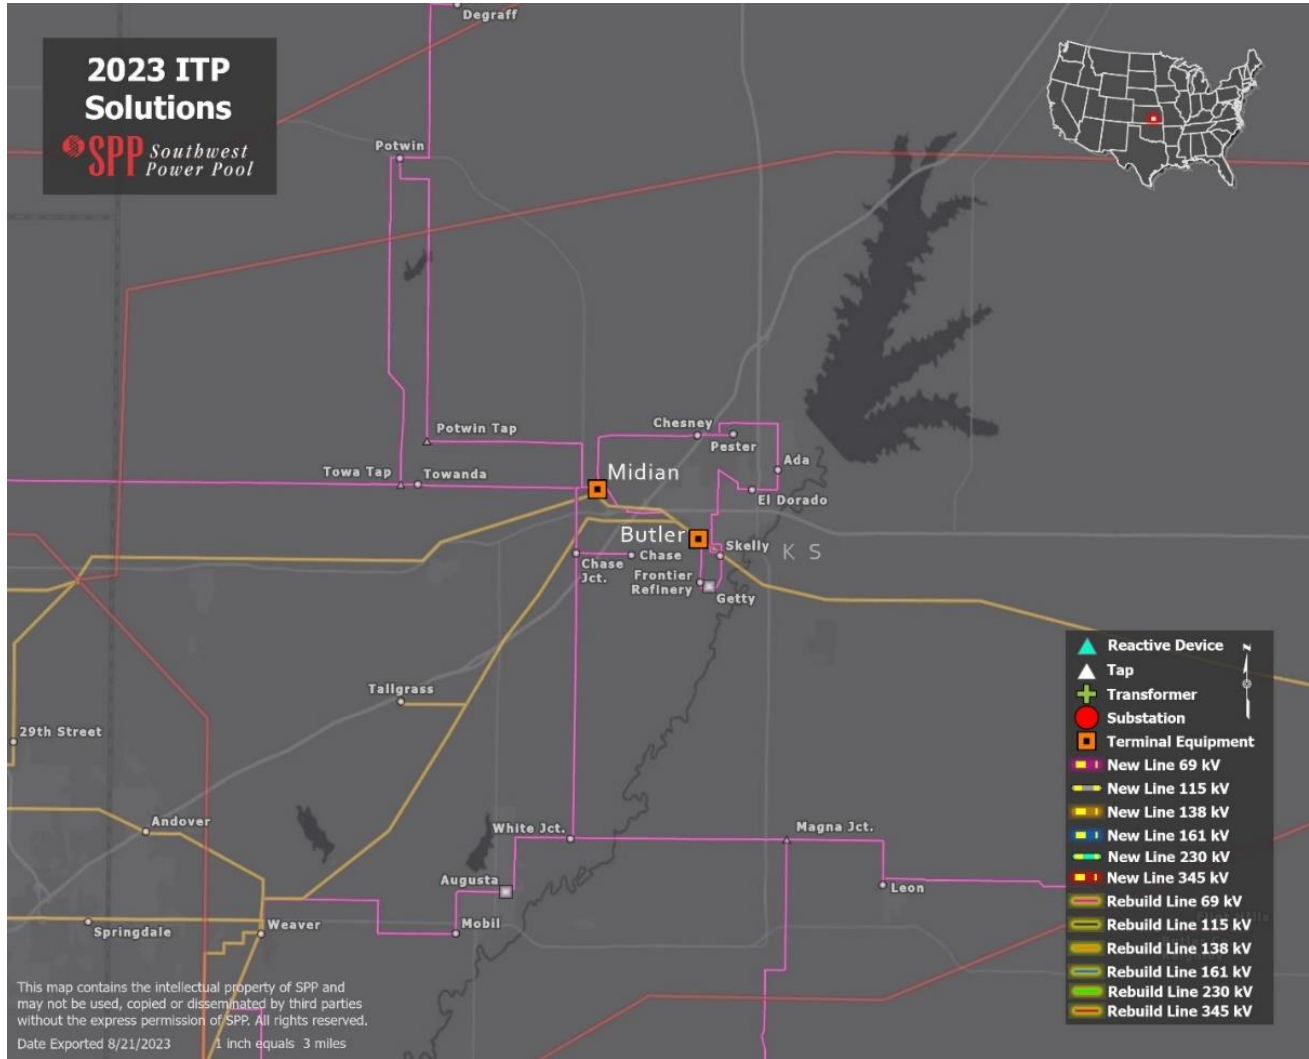 Degraff
2023 ITP
Solutions
SPP Southwest
Power Pool
Potwin
Potwin Tap
Chesney
Pester
Ada
Towa Tap
Towanda
Midian
El Dorado
Butler
Skelly
K S
Chase
Chase
Jct.
Frontier
Refinery
Getty
Tallgrass
29th Street
Andover
White Jct.
Magna Jct.
Augusta
Leon
Mobil
Springdale
Weaver
N
Reactive Device
Tap
Transformer
Substation
Terminal Equipment
New Line 69 kV
New Line 115 kV
New Line 138 kV
New Line 161 kV
New Line 230 kV
New Line 345 kV
Rebuild Line 69 kV
Rebuild Line 115 kV
Rebuild Line 138 kV
Rebuild Line 161 kV
Rebuild Line 230 kV
Rebuild Line 345 kV
This map contains the intellectual property of SPP and
may not be used, copied or disseminated by third parties
without the express permission of SPP. All rights reserved.
Date Exported 8/21/2023 1 inch equals 3 miles